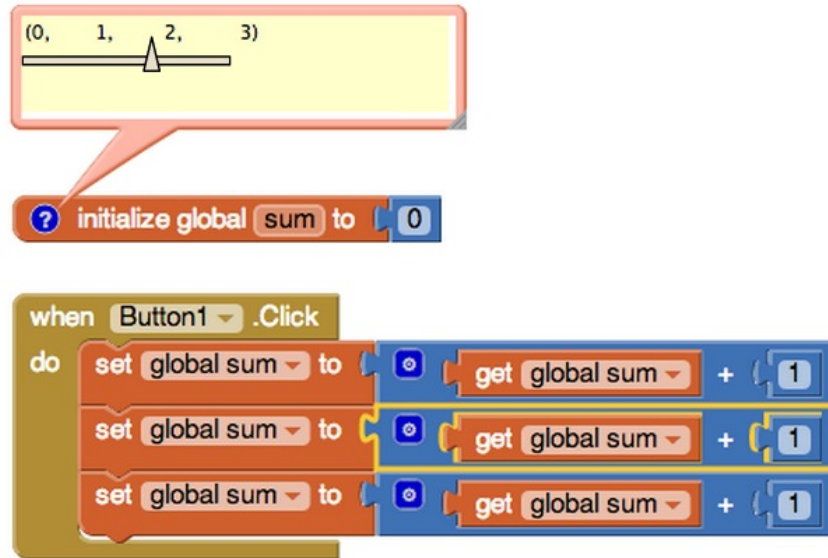 (0, 1, 2, 3)
? initialize global sum to 0
when Button1 .Click
do set global sum to get global sum + 1
set global sum to get global sum + 1
set global sum to get global sum + 1